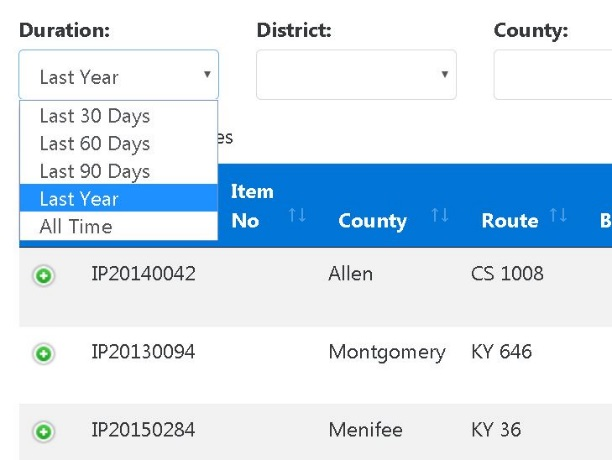 Duration: District: County:
Last Year
Last 30 Days
Last 60 Days
Last 90 Days
Last Year
All Time
Item
No County Route
IP20140042 Allen CS 1008
IP20130094 Montgomery KY 646
IP20150284 Menifee KY 36